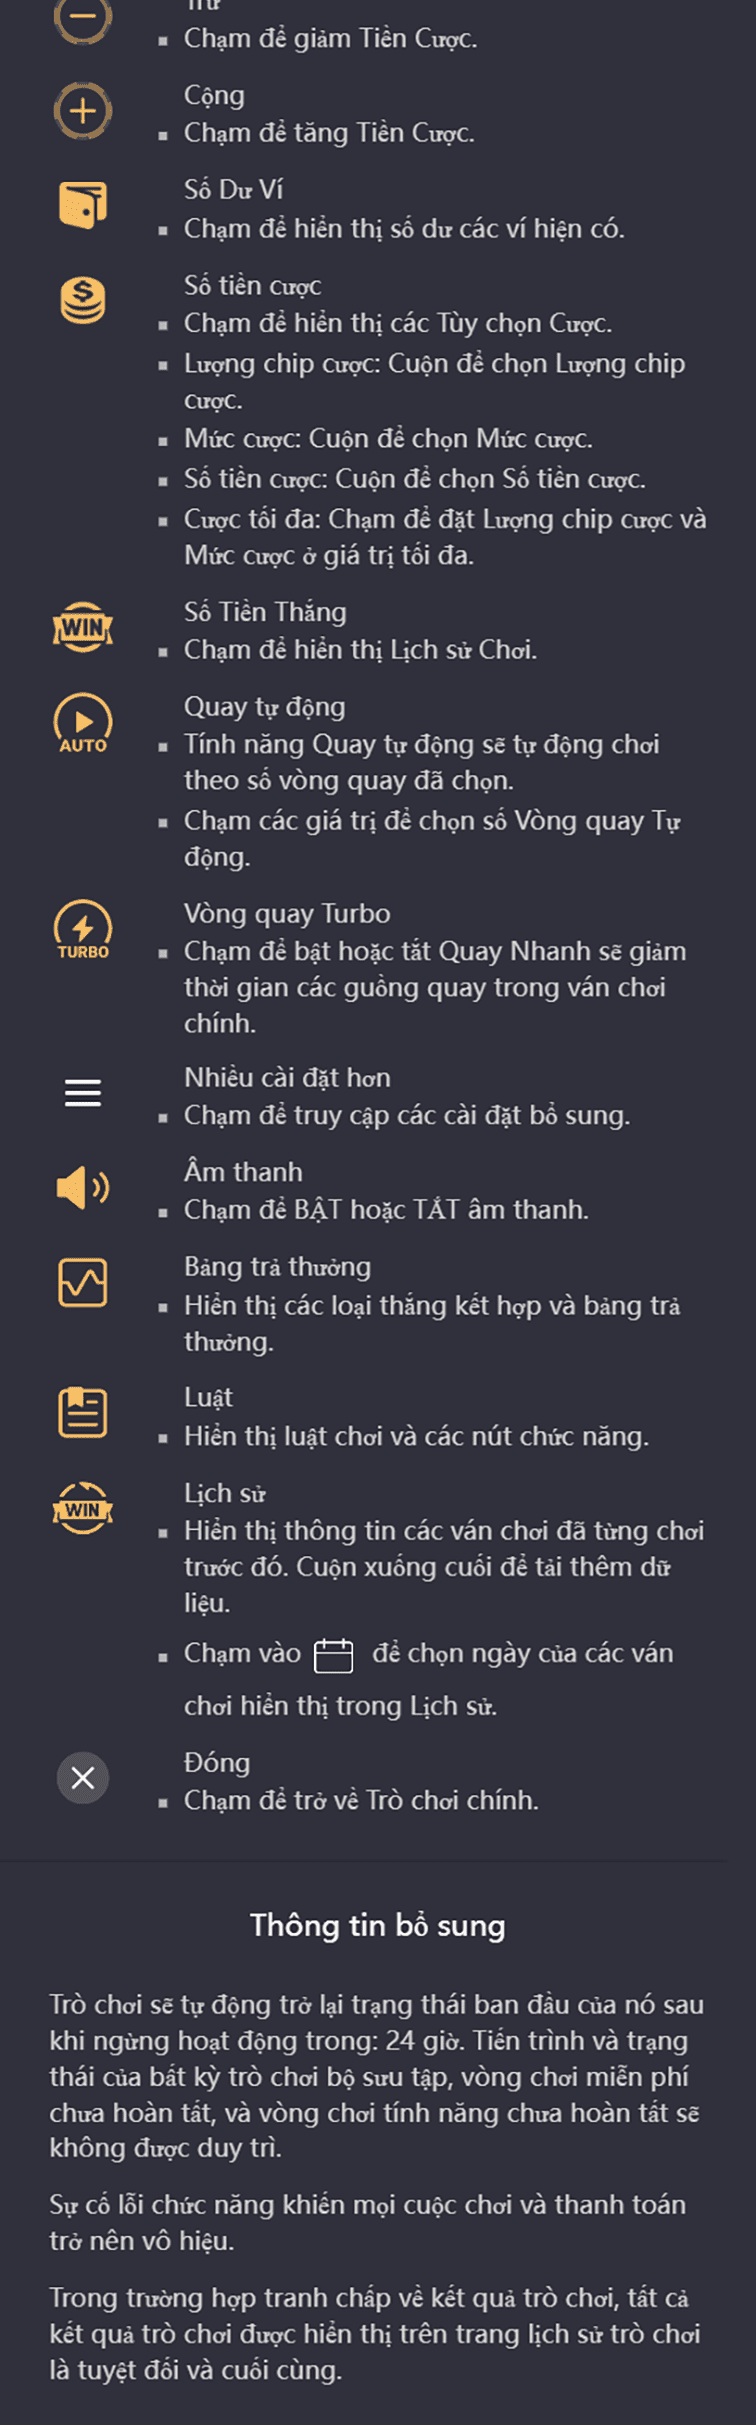 Chạm để giảm Tiền Cược.
Cộng
Chạm để tăng Tiền Cược.
Số Dư Ví
Chạm để hiển thị số dư các ví hiện có.
Số tiền cược
Chạm để hiển thị các Tùy chọn Cược.
Lượng chip cược: Cuộn để chọn Lượng chip
cược.
Mức cược: Cuộn để chọn Mức cược.
Số tiền cược: Cuộn để chọn Số tiền cược.
Cược tối đa: Chạm để đặt Lượng chip cược và
Mức cược ở giá trị tối đa.
WIN
Số Tiền Thắng
Chạm để hiển thị Lịch sử Chơi.
Quay tự động
AUTO
Tính năng Quay tự động sẽ tự động chơi
theo số vòng quay đã chọn.
Chạm các giá trị để chọn số Vòng quay Tự
động.
Vòng quay Turbo
TURBO
Chạm để bật hoặc tắt Quay Nhanh sẽ giảm
thời gian các guồng quay trong ván chơi
chính.
Nhiều cài đặt hơn
Chạm để truy cập các cài đặt bổ sung.
Âm thanh
Chạm để BẬT hoặc TẮT âm thanh.
Bảng trả thưởng
Hiển thị các loại thắng kết hợp và bảng trả
thưởng.
Luật
Hiển thị luật chơi và các nút chức năng.
Lịch sử
WIN
Hiển thị thông tin các ván chơi đã từng chơi
trước đó. Cuộn xuống cuối để tải thêm dữ
liệu.
Chạm vào để chọn ngày của các ván
chơi hiển thị trong Lịch sử.
Đóng
Chạm để trở về Trò chơi chính.
Thông tin bổ sung
Trò chơi sẽ tự động trở lại trạng thái ban đầu của nó sau
khi ngừng hoạt động trong: 24 giờ. Tiến trình và trạng
thái của bất kỳ trò chơi bộ sưu tập, vòng chơi miễn phí
chưa hoàn tất, và vòng chơi tính năng chưa hoàn tất sẽ
không được duy trì.
Sự cố lỗi chức năng khiến mọi cuộc chơi và thanh toán
trở nên vô hiệu.
Trong trường hợp tranh chấp về kết quả trò chơi, tất cả
kết quả trò chơi được hiển thị trên trang lịch sử trò chơi
là tuyệt đối và cuối cùng.